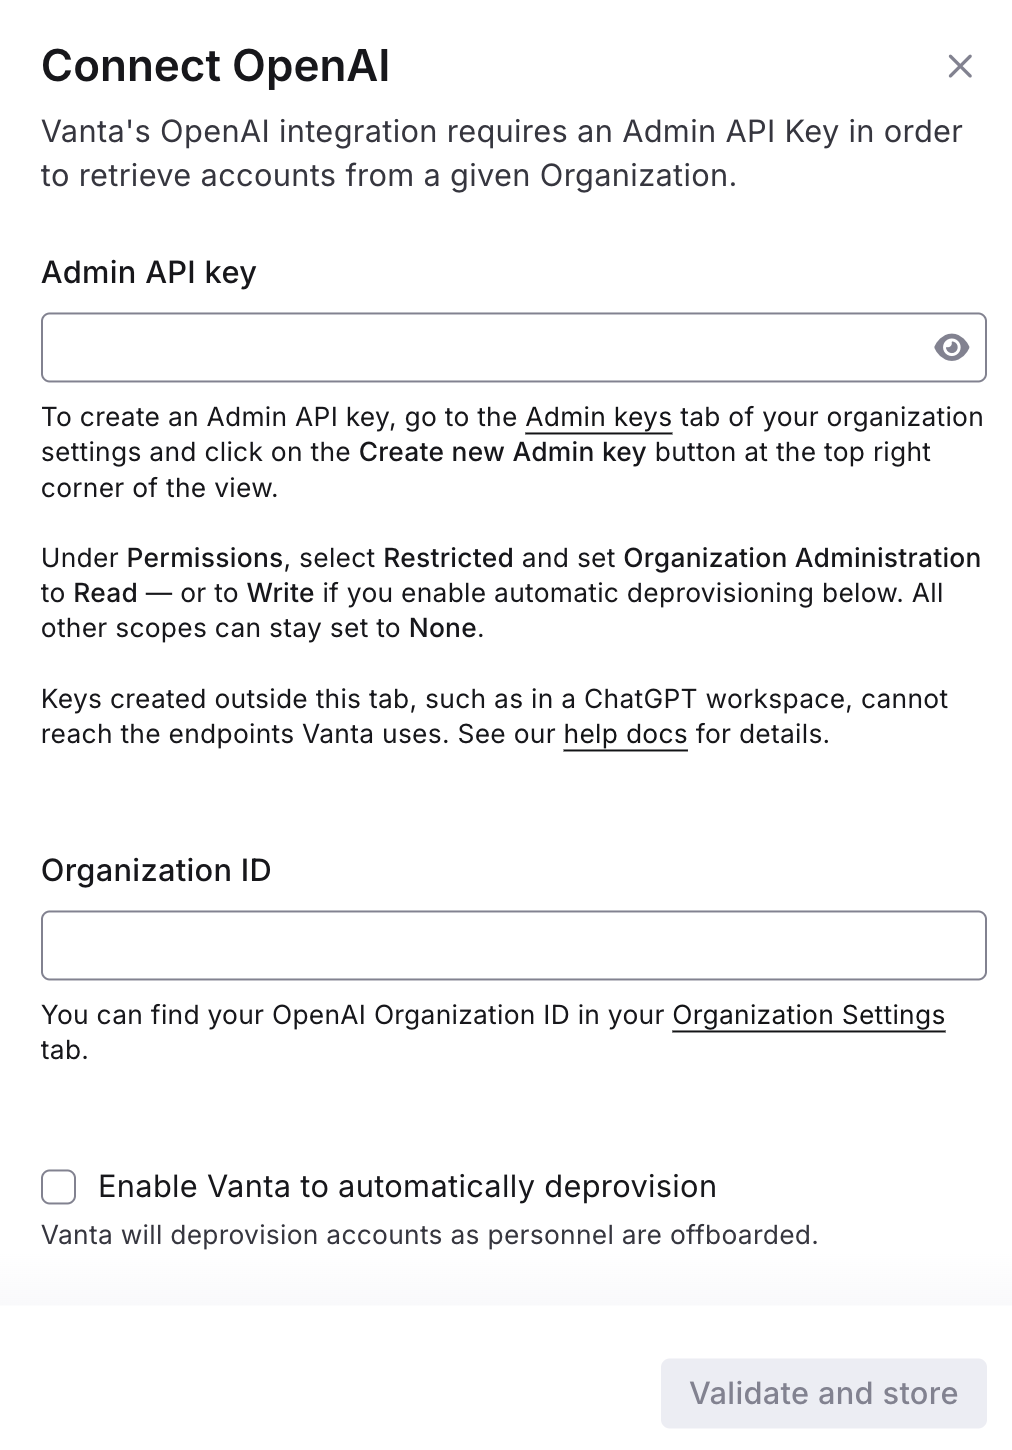 Connect OpenAI
Vanta's OpenAI integration requires an Admin API Key in order
to retrieve accounts from a given Organization.
Admin API key
To create an Admin API key, go to the Admin keys tab of your organization
settings and click on the Create new Admin key button at the top right
corner of the view.
Under Permissions, select Restricted and set Organization Administration
to Read — or to Write if you enable automatic deprovisioning below. All
other scopes can stay set to None.
Keys created outside this tab, such as in a ChatGPT workspace, cannot
reach the endpoints Vanta uses. See our help docs for details.
Organization ID
You can find your OpenAI Organization ID in your Organization Settings
tab.
Enable Vanta to automatically deprovision
Vanta will deprovision accounts as personnel are offboarded.
Validate and store